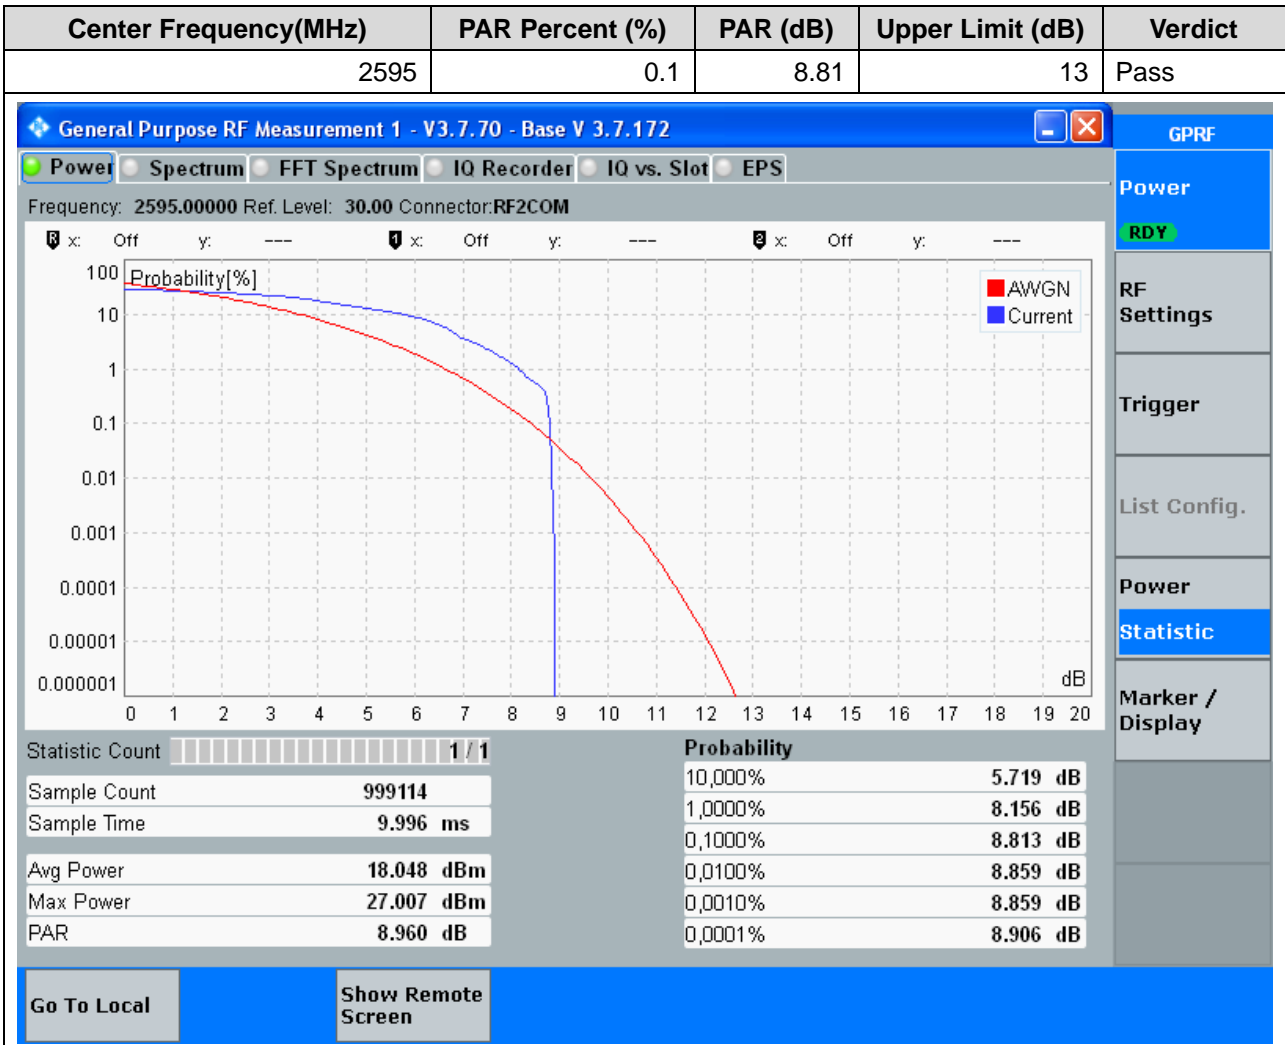 Center Frequency(MHz) PAR Percent (%) PAR (dB) Upper Limit (dB) Verdict
2595 0.1 8.81 13 Pass
General Purpose RF Measurement 1 - V3.7.70 - Base V 3.7.172
GPRF
Power Spectrum FFT Spectrum IQ Recorder IQ vs. Slot EPS
Power
RDY
Frequency: 2595.00000 Ref. Level: 30.00 Connector:RF2COM
R x: Off y: --- 1 x: Off y: --- 2 x: Off y: ---
Probability[%]
AWGN
Current
100
10
1
0.1
0.01
0.001
0.0001
0.00001
0.000001
dB
0 1 2 3 4 5 6 7 8 9 10 11 12 13 14 15 16 17 18 19 20
RF
Settings
Trigger
List Config.
Power
Statistic
Marker /
Display
Statistic Count 1 / 1
Sample Count 999114
Sample Time 9.996 ms
Avg Power 18.048 dBm
Max Power 27.007 dBm
PAR 8.960 dB
Probability
10,000% 5.719 dB
1,0000% 8.156 dB
0,1000% 8.813 dB
0,0100% 8.859 dB
0,0010% 8.859 dB
0,0001% 8.906 dB
Go To Local
Show Remote
Screen